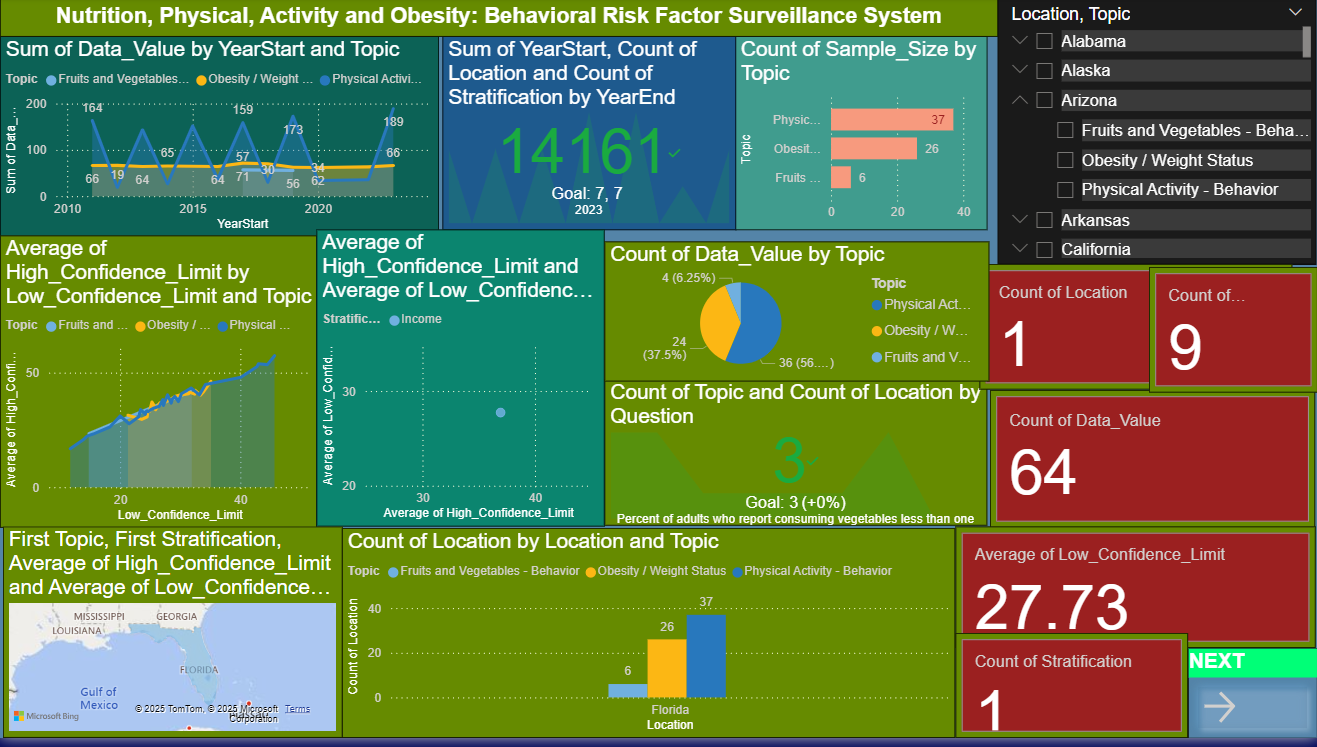 Nutrition, Physical, Activity and Obesity: Behavioral Risk Factor Surveillance System
Location, Topic
Alabama
Alaska
Arizona
Fruits and Vegetables - Beha...
Obesity / Weight Status
Physical Activity - Behavior
Arkansas
California
Sum of Data_Value by YearStart and Topic
Topic Fruits and Vegetables... Obesity / Weight ... Physical Activi...
Sum of Data_...
200
100
0
164
159
173
189
65
57
30
34
66
66
19
64
64
71
56
62
2010
2015
2020
YearStart
Sum of YearStart, Count of
Location and Count of
Stratification by YearEnd
14161
Goal: 7, 7
2023
Count of Sample_Size by
Topic
Topic
Physic...
37
Obesit...
26
Fruits ...
6
0
20
40
Average of
High_Confidence_Limit by
Low_Confidence_Limit and Topic
Topic Fruits and ... Obesity / ... Physical ...
Average of High_Confi...
50
0
20
40
Low_Confidence_Limit
Average of
High_Confidence_Limit and
Average of Low_Confidenc...
Stratific... Income
Average of Low_Confid...
30
20
30
40
Average of High_Confidence_Limit
Count of Data_Value by Topic
4 (6.25%)
24
(37.5%)
36 (56....)
Topic
Physical Act...
Obesity / W...
Fruits and V...
Count of Topic and Count of Location by
Question
3
Goal: 3 (+0%)
Percent of adults who report consuming vegetables less than one
Count of Location
1
Count of...
9
Count of Data_Value
64
First Topic, First Stratification,
Average of High_Confidence_Limit
and Average of Low_Confidence...
MISSISSIPPI
GEORGIA
LOUISIANA
FLORIDA
Gulf of
Mexico
Microsoft Bing
© 2025 TomTom, © 2025 Microsoft
Corporation
Terms
Count of Location by Location and Topic
Topic Fruits and Vegetables - Behavior Obesity / Weight Status Physical Activity - Behavior
Count of Location
40
20
0
6
26
37
Florida
Location
Average of Low_Confidence_Limit
27.73
Count of Stratification
1
NEXT